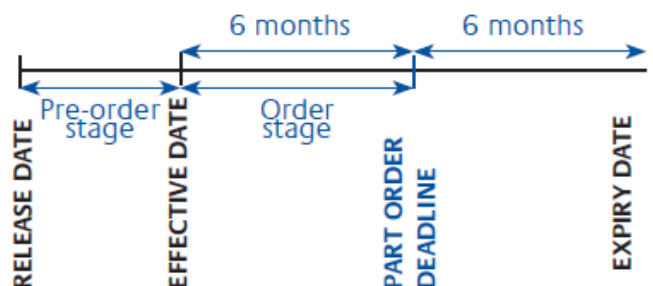 6 months
6 months
Pre-order
stage
Order
stage
RELEASE DATE
EFFECTIVE DATE
PART ORDER
DEADLINE
EXPIRY DATE